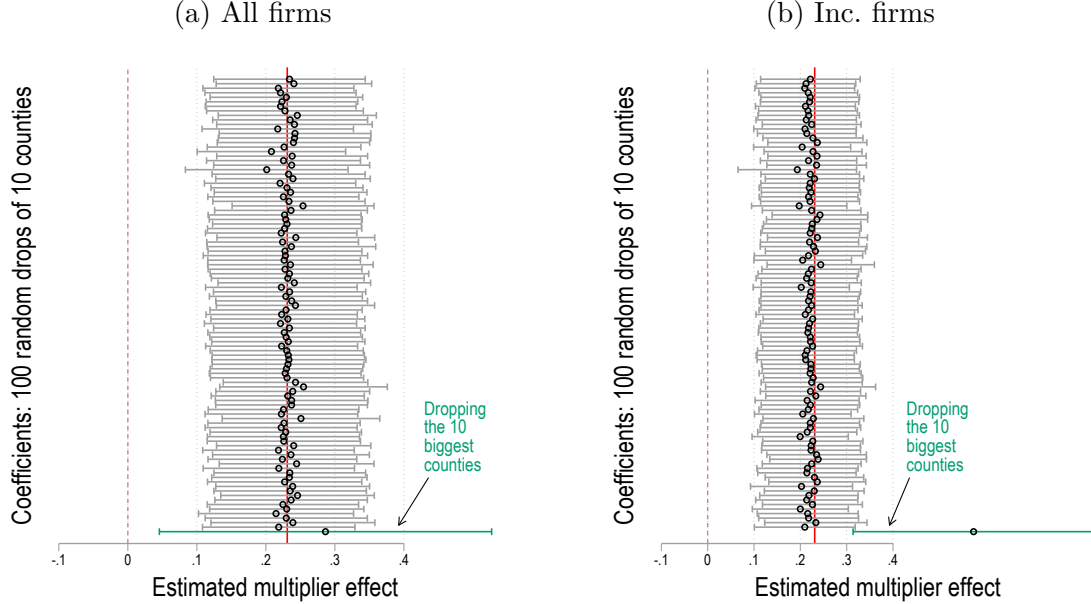 (a) All firms
Coefficients: 100 random drops of 10 counties
Dropping
the 10
biggest
counties
-.1 0 .1 .2 .3 .4
Estimated multiplier effect
(b) Inc. firms
Coefficients: 100 random drops of 10 counties
Dropping
the 10
biggest
counties
-.1 0 .1 .2 .3 .4
Estimated multiplier effect